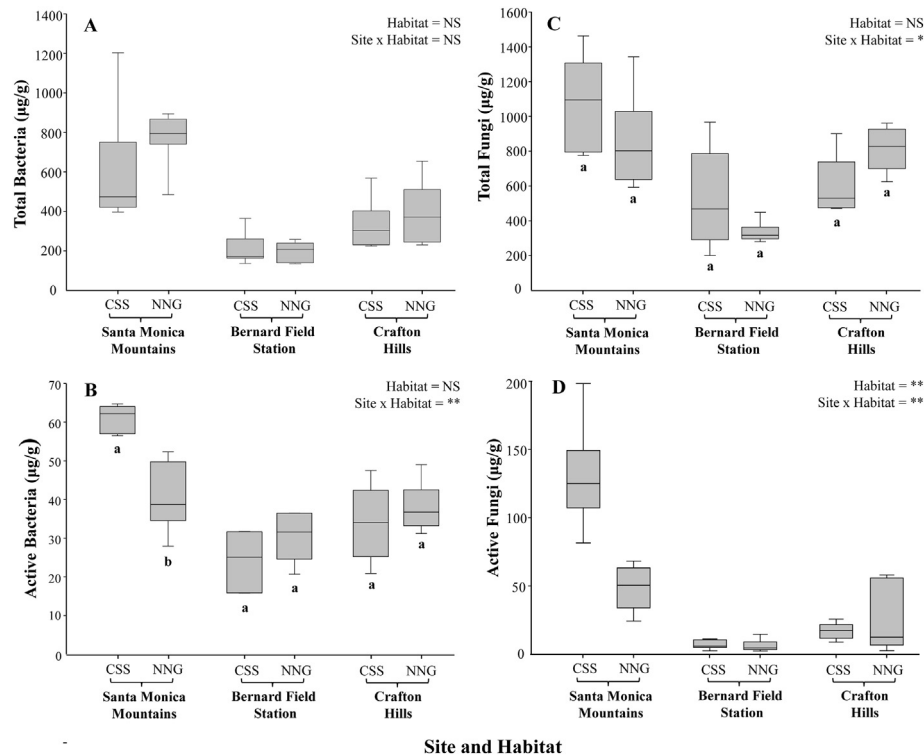 A
Habitat = NS
Site x Habitat = NS
Total Bacteria (µg/g)
1400
1200
1000
800
600
400
200
0
CSS NNG CSS NNG CSS NNG
Santa Monica Mountains
Bernard Field Station
Crafton Hills
C
Habitat = NS
Site x Habitat = *
Total Fungi (µg/g)
1600
1400
1200
1000
800
600
400
200
0
a a a a a a
CSS NNG CSS NNG CSS NNG
Santa Monica Mountains
Bernard Field Station
Crafton Hills
B
Habitat = NS
Site x Habitat = **
Active Bacteria (µg/g)
70
60
50
40
30
20
10
0
a b a a a a
CSS NNG CSS NNG CSS NNG
Santa Monica Mountains
Bernard Field Station
Crafton Hills
D
Habitat = **
Site x Habitat = **
Active Fungi (µg/g)
200
150
100
50
0
CSS NNG CSS NNG CSS NNG
Santa Monica Mountains
Bernard Field Station
Crafton Hills
Site and Habitat